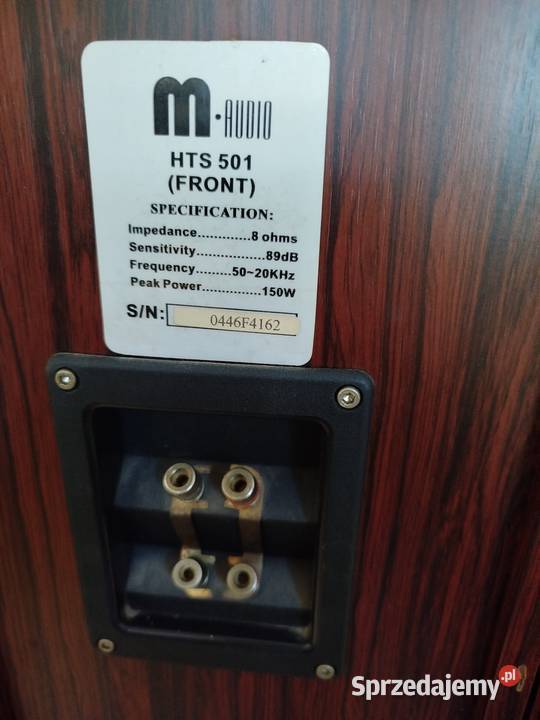 m·AUDIO
HTS 501
(FRONT)
SPECIFICATION:
Impedance............8 ohms
Sensitivity.................89dB
Frequency.........50~20KHz
Peak Power...............150W
S/N: 0446F4162
Sprzedajemy.pl